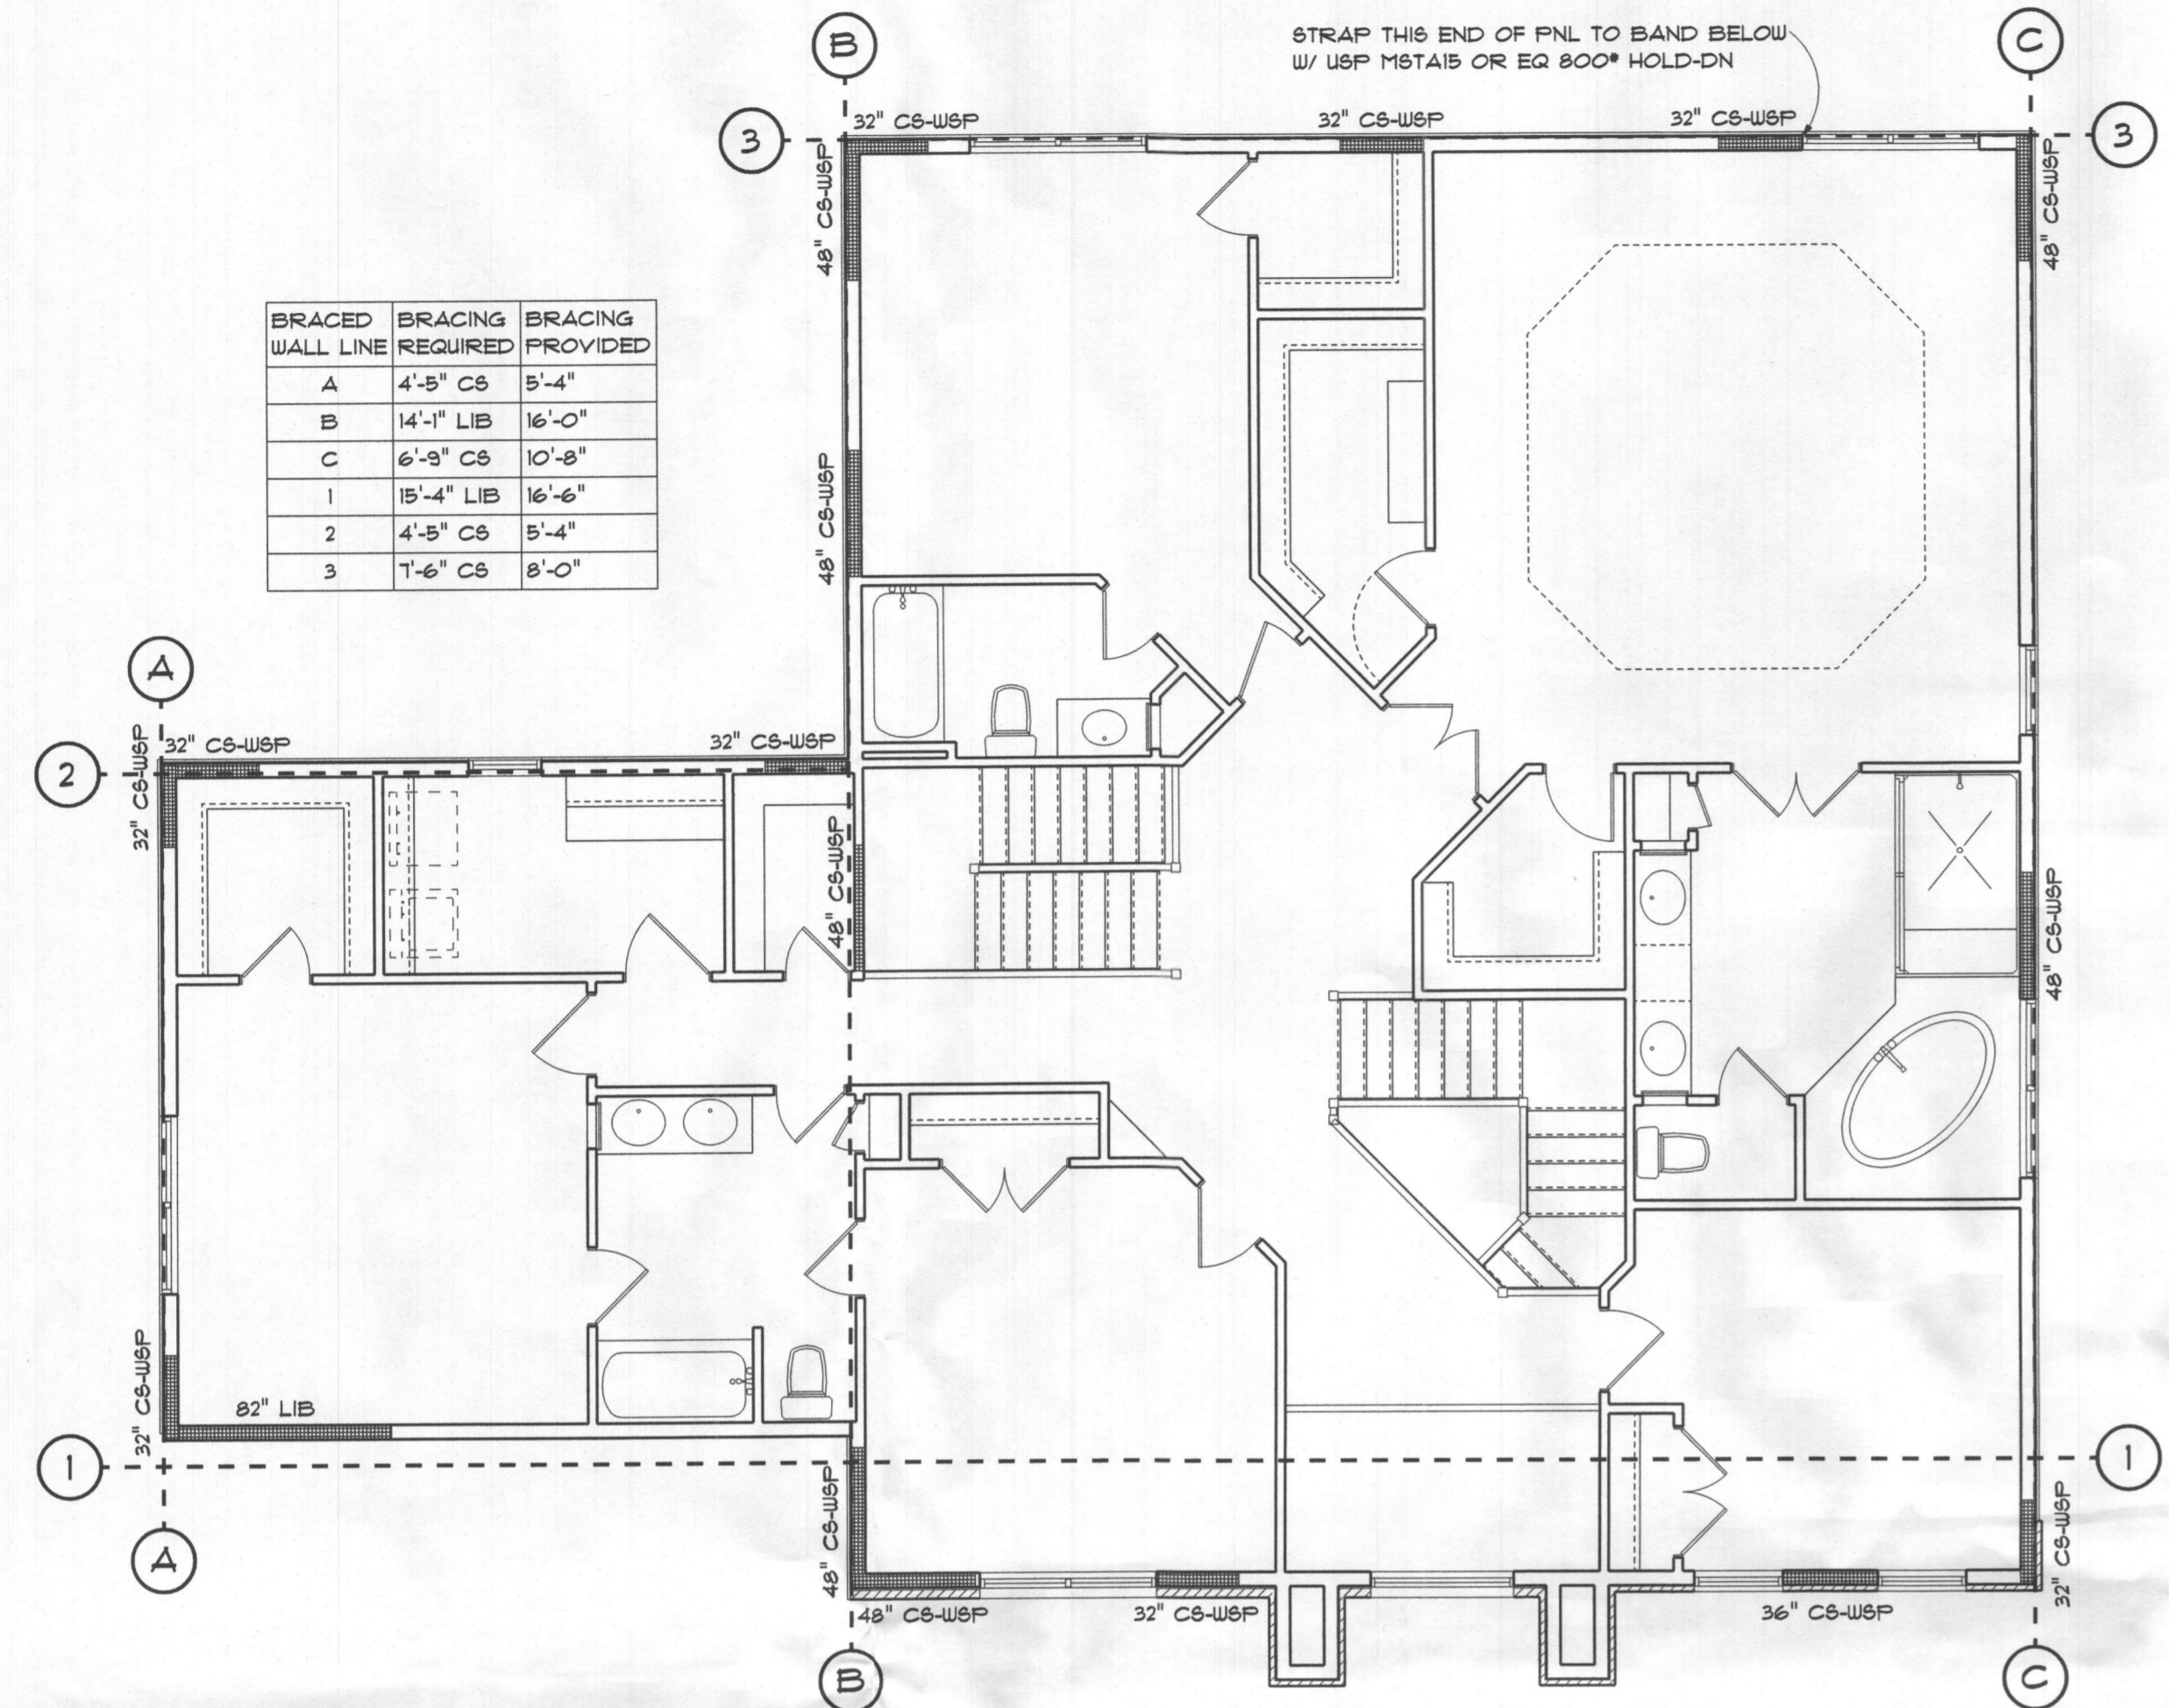 B
C
STRAP THIS END OF PNL TO BAND BELOW
W/ USP MSTA15 OR EQ 800# HOLD-DN
3
32" CS-WSP
32" CS-WSP
32" CS-WSP
3
48" CS-WSP
48" CS-WSP
BRACED WALL LINE | BRACING REQUIRED | BRACING PROVIDED
A | 4'-5" CS | 5'-4"
B | 14'-1" LIB | 16'-0"
C | 6'-9" CS | 10'-8"
1 | 15'-4" LIB | 16'-6"
2 | 4'-5" CS | 5'-4"
3 | 7'-6" CS | 8'-0"
48" CS-WSP
A
2
32" CS-WSP
32" CS-WSP
32" CS-WSP
48" CS-WSP
48" CS-WSP
32" CS-WSP
82" LIB
1
1
48" CS-WSP
32" CS-WSP
A
48" CS-WSP
32" CS-WSP
36" CS-WSP
B
C